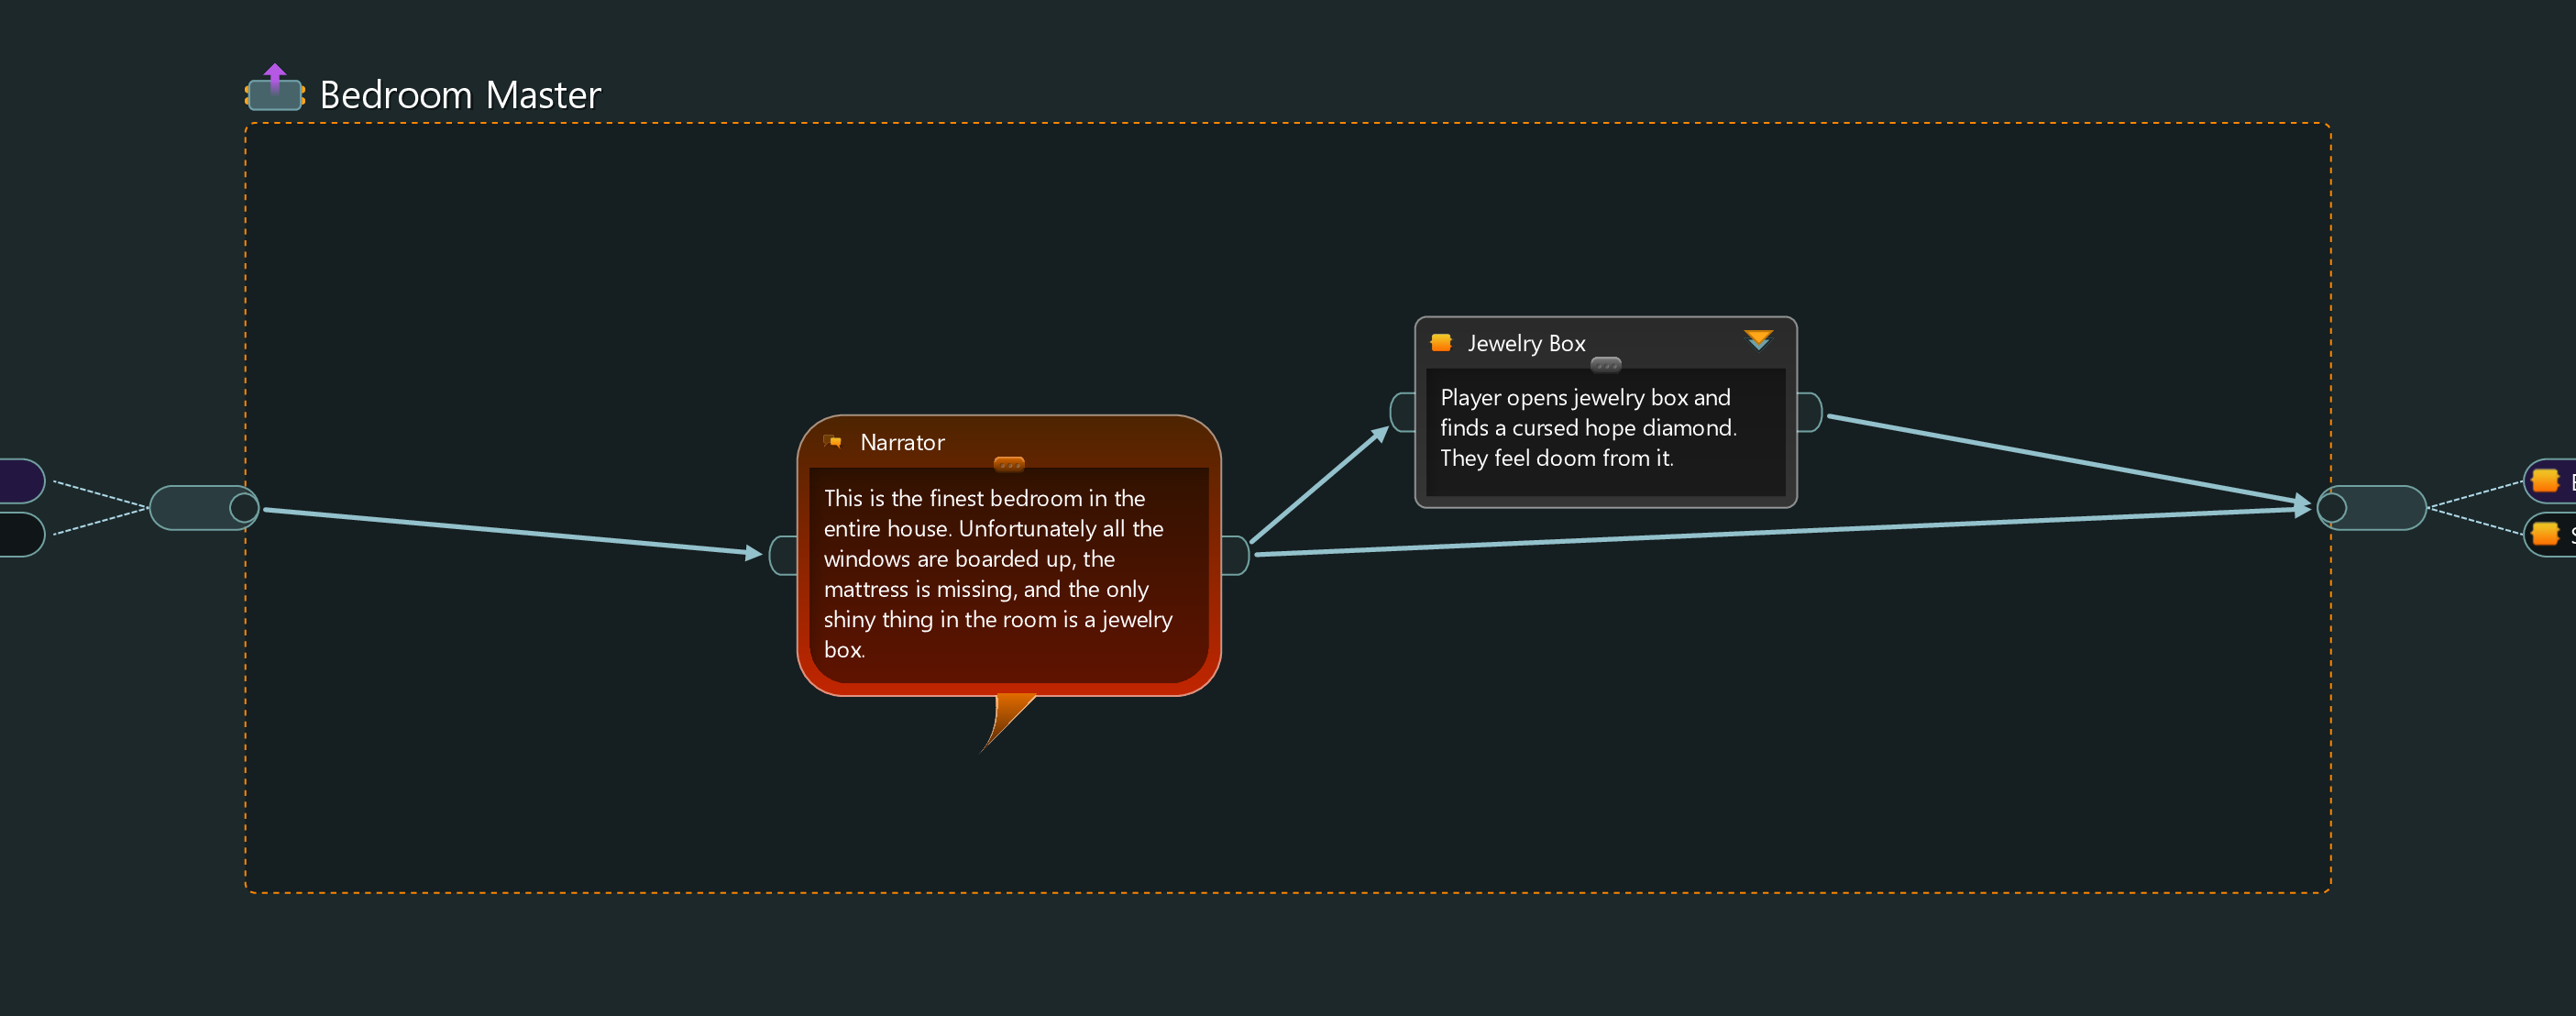 Bedroom Master
Narrator
This is the finest bedroom in the
entire house. Unfortunately all the
windows are boarded up, the
mattress is missing, and the only
shiny thing in the room is a jewelry
box.
Jewelry Box
Player opens jewelry box and
finds a cursed hope diamond.
They feel doom from it.